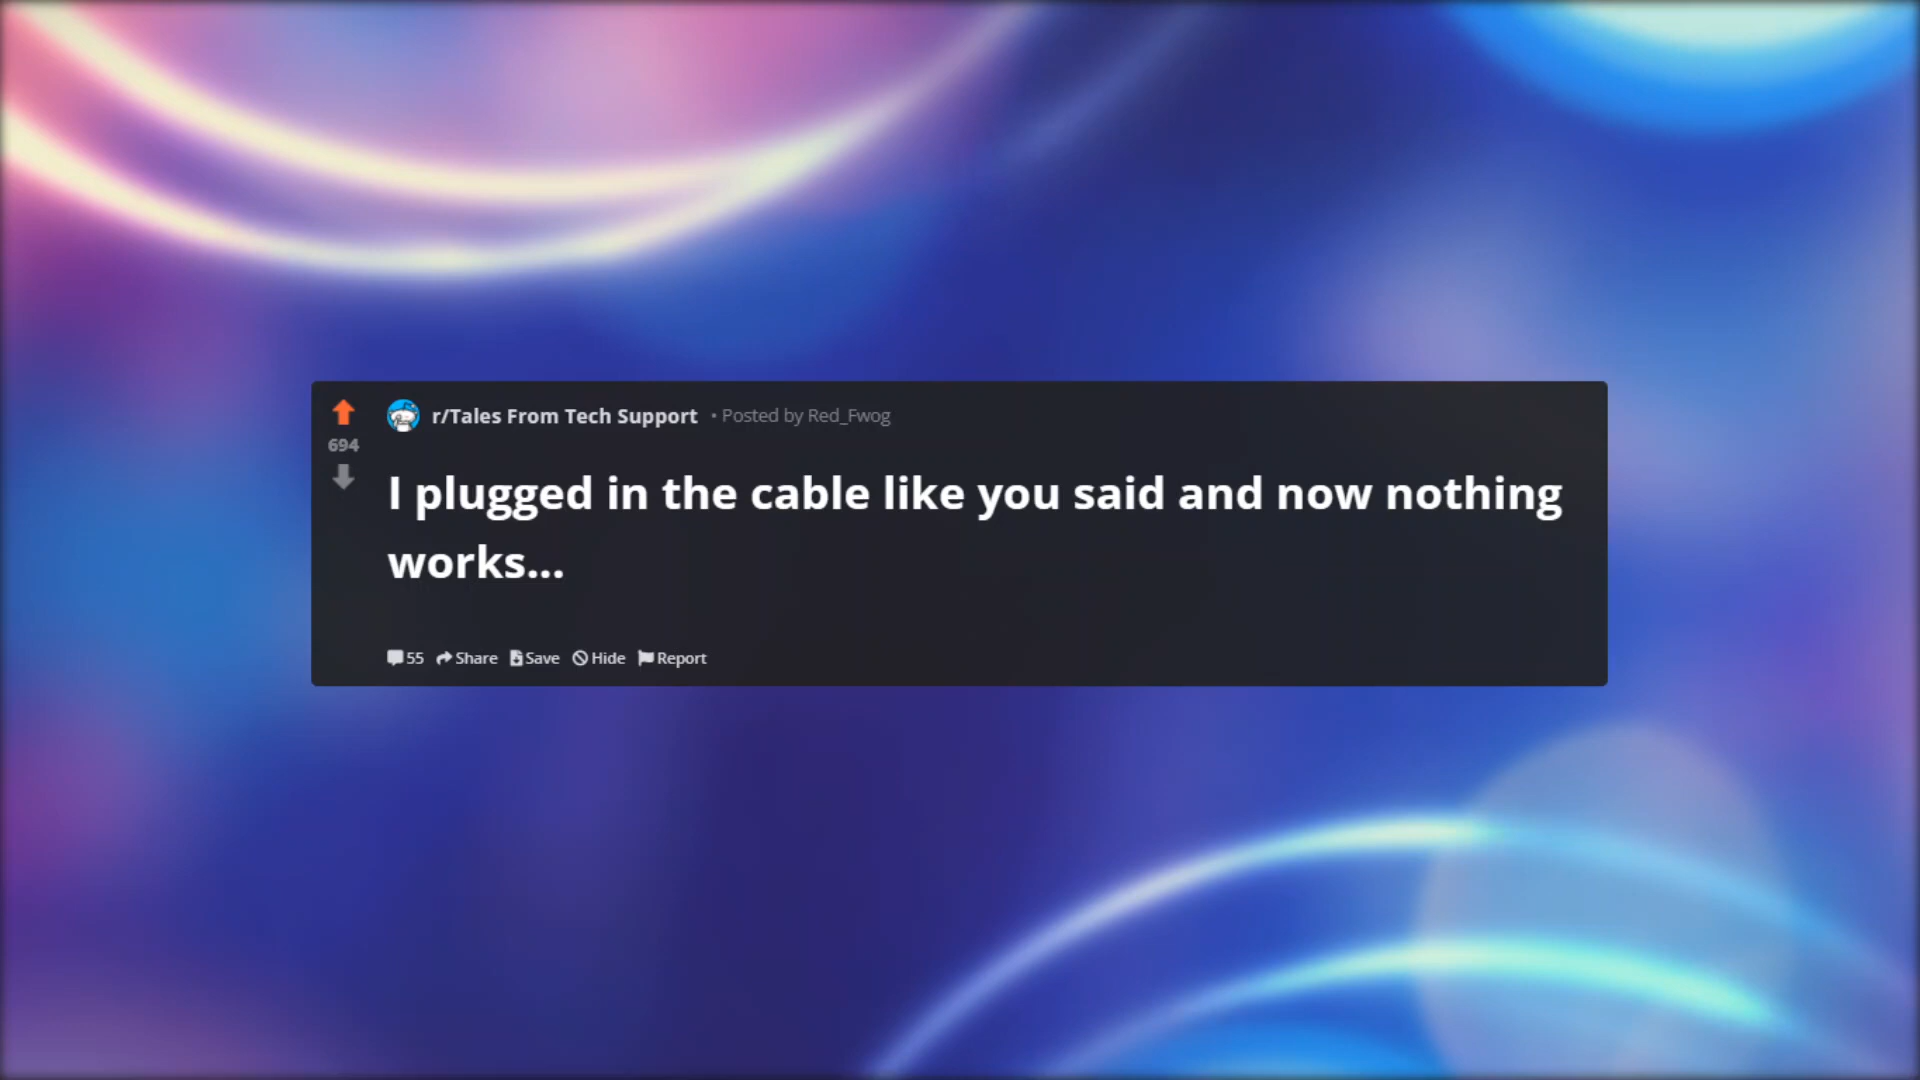 r/Tales From Tech Support • Posted by Red_Fwog
694
I plugged in the cable like you said and now nothing
works...
55 Share Save Hide Report